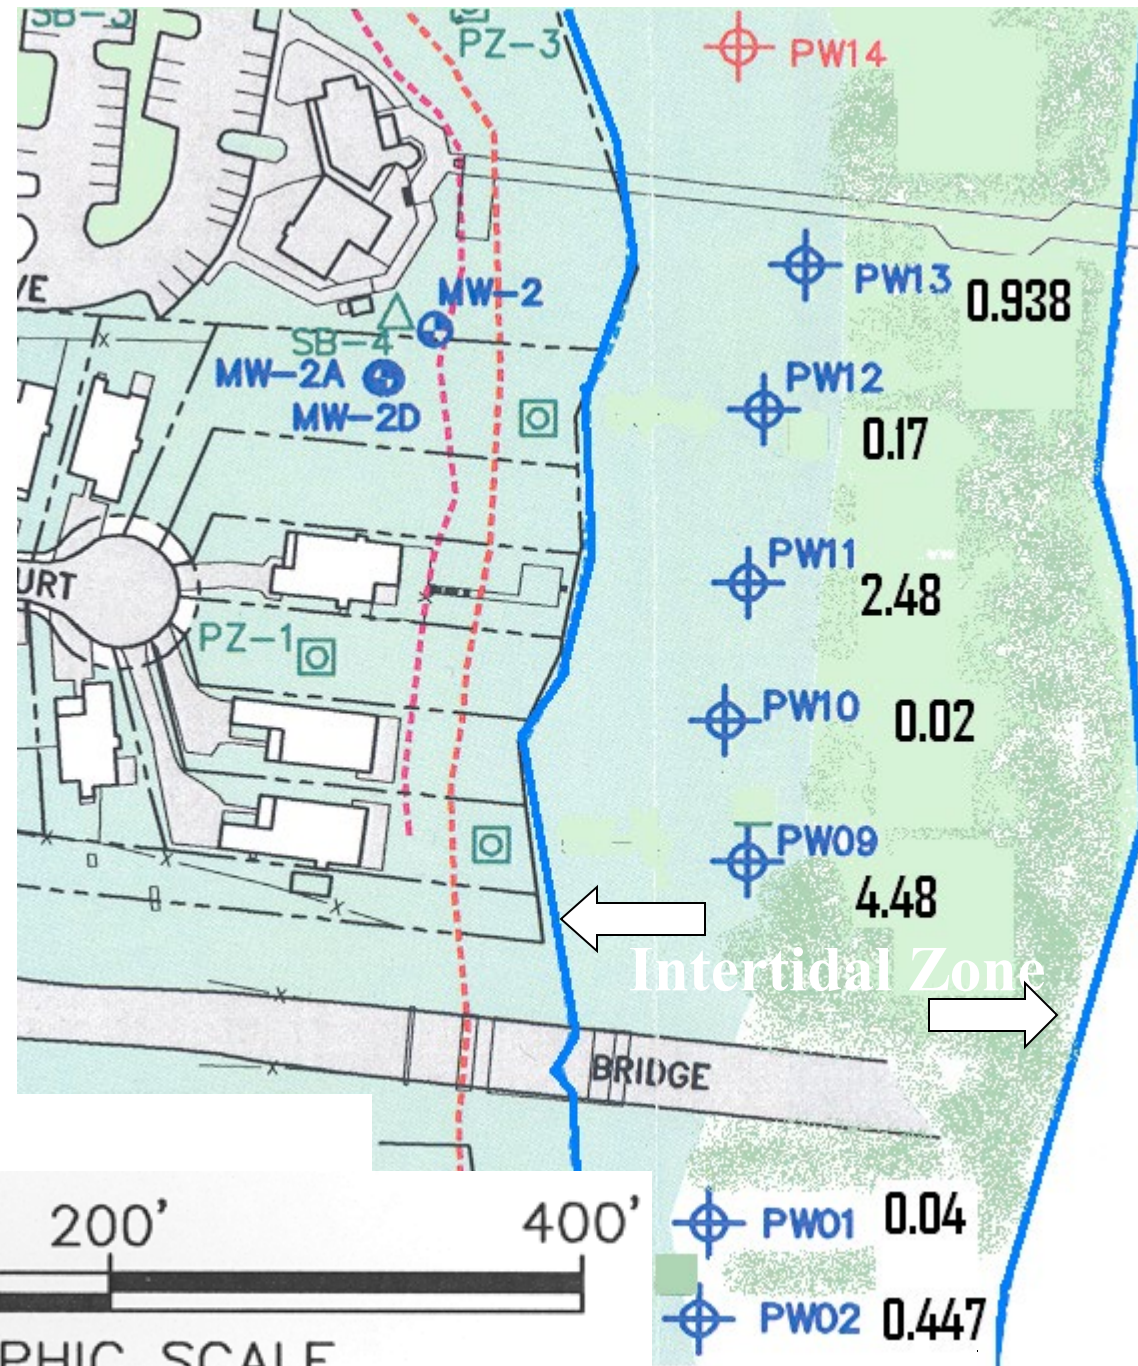 SB-3
PZ-3
PW14
MW-2
PW13
0.938
VE
SB-4
MW-2A
PW12
MW-2D
0.17
PW11
2.48
URT
PZ-1
PW10
0.02
PW09
4.48
Intertidal Zone
BRIDGE
PW01 0.04
200' 400'
PW02 0.447
PHIC SCALE